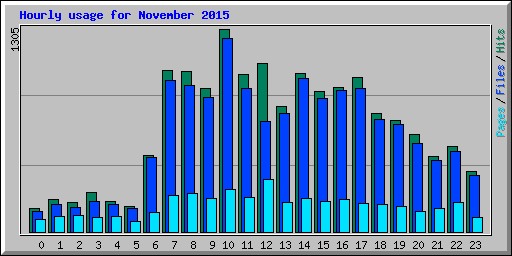 Hourly usage for November 2015
1305
Pages/Files/Hits
0 1 2 3 4 5 6 7 8 9 10 11 12 13 14 15 16 17 18 19 20 21 22 23